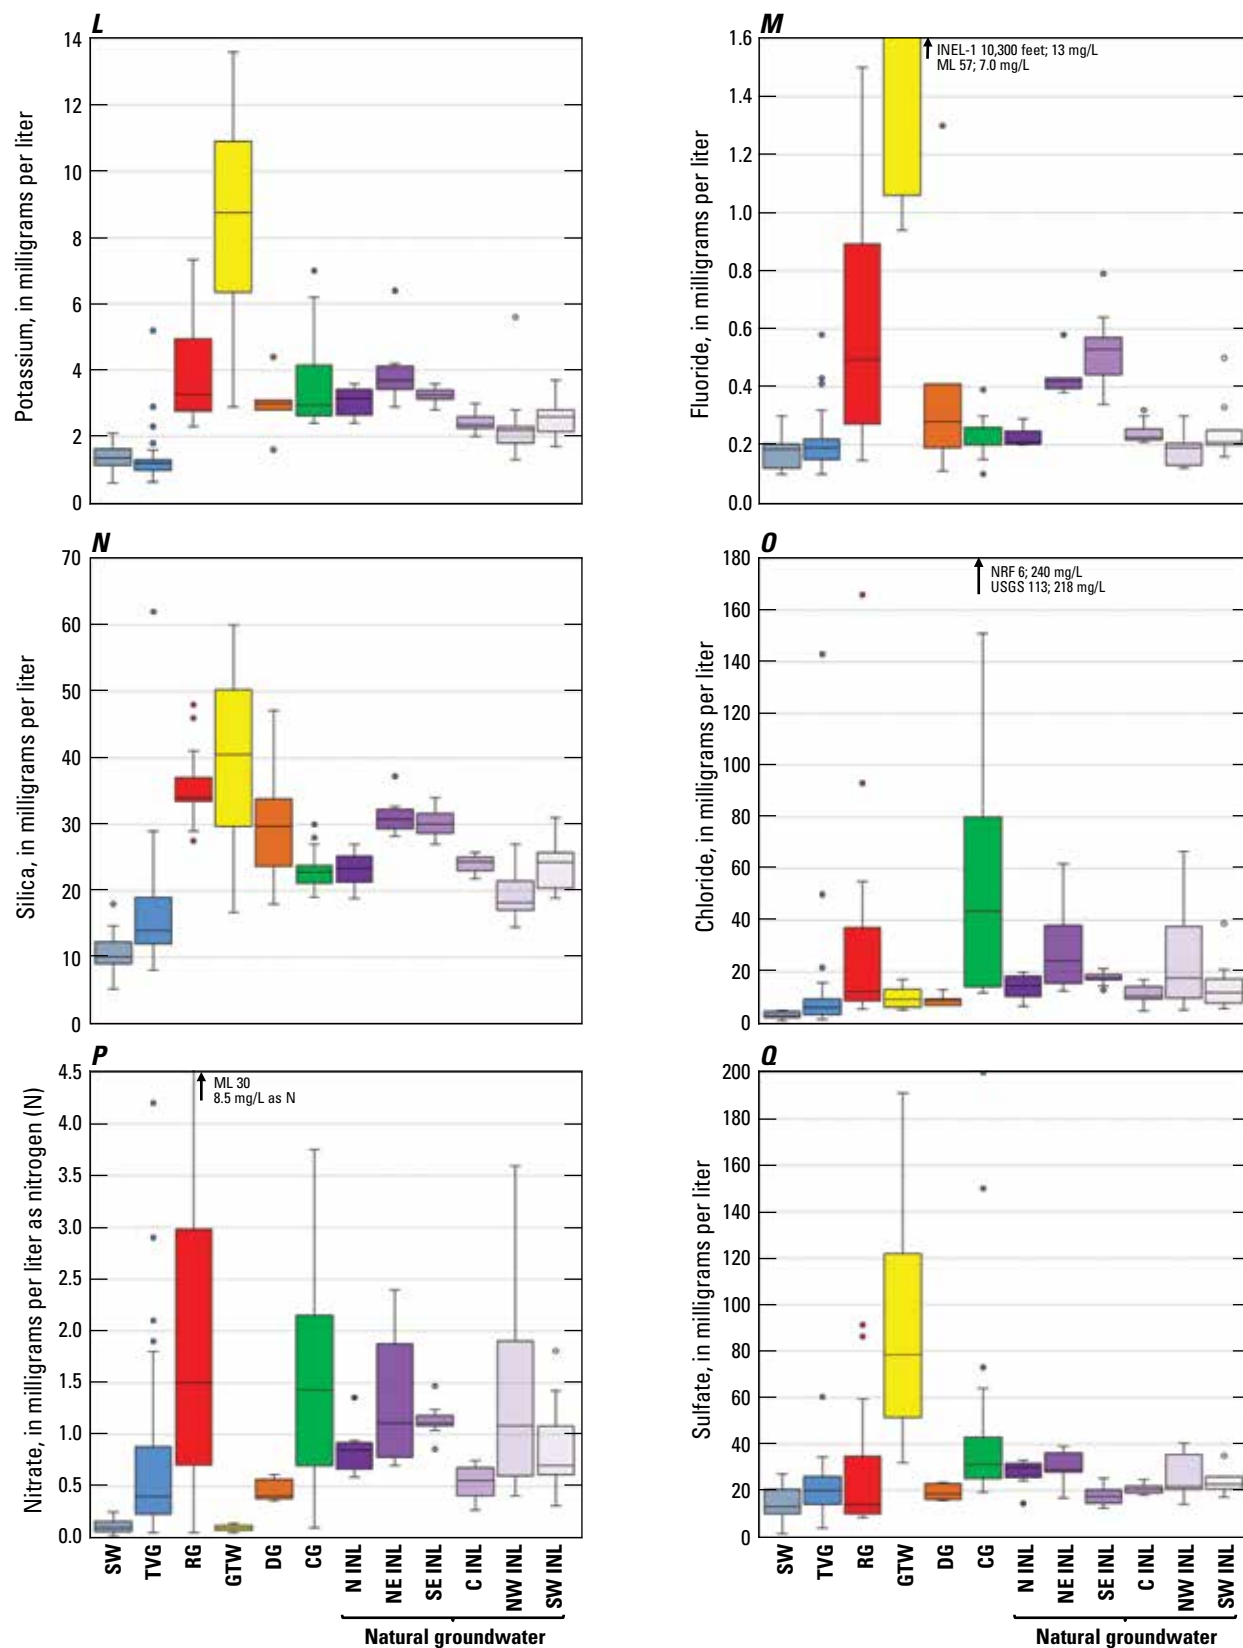 L
Potassium, in milligrams per liter
14
12
10
8
6
4
2
0
M
Fluoride, in milligrams per liter
1.6
1.4
1.2
1.0
0.8
0.6
0.4
0.2
0.0
INEL-1 10,300 feet; 13 mg/L
ML 57; 7.0 mg/L
N
Silica, in milligrams per liter
70
60
50
40
30
20
10
0
O
Chloride, in milligrams per liter
180
160
140
120
100
80
60
40
20
0
NRF 6; 240 mg/L
USGS 113; 218 mg/L
P
Nitrate, in milligrams per liter as nitrogen (N)
4.5
4.0
3.5
3.0
2.5
2.0
1.5
1.0
0.5
0.0
ML 30
8.5 mg/L as N
SW
TVG
RG
GTW
DG
CG
N INL
NE INL
SE INL
C INL
NW INL
SW INL
Natural groundwater
Q
Sulfate, in milligrams per liter
200
180
160
140
120
100
80
60
40
20
0
SW
TVG
RG
GTW
DG
CG
N INL
NE INL
SE INL
C INL
NW INL
SW INL
Natural groundwater